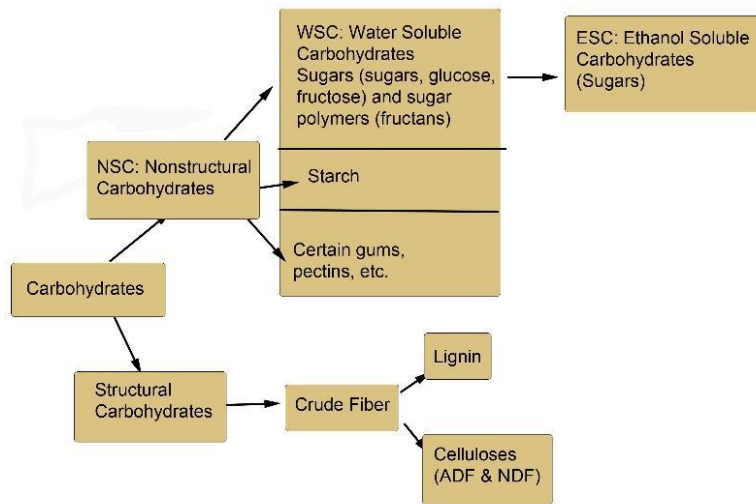 WSC: Water Soluble
Carbohydrates
Sugars (sugars, glucose,
fructose) and sugar
polymers (fructans)
ESC: Ethanol Soluble
Carbohydrates
(Sugars)
NSC: Nonstructural
Carbohydrates
Starch
Certain gums,
pectins, etc.
Carbohydrates
Structural
Carbohydrates
Crude Fiber
Lignin
Celluloses
(ADF & NDF)